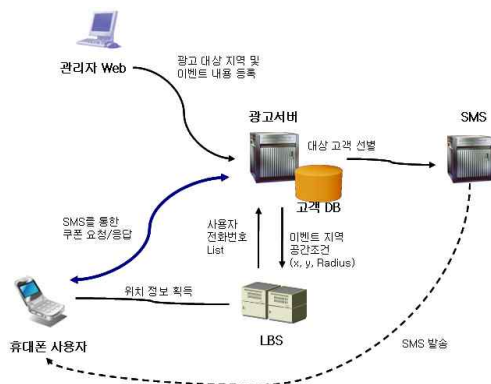 관리자 Web
광고 대상 지역 및
이벤트 내용 등록
광고서버
대상 고객 선별
SMS
고객 DB
SMS를 통한
쿠폰 요청/응답
사용자
전화번호
List
이벤트 지역
공간조건
(x, y, Radius)
위치 정보 획득
휴대폰 사용자
LBS
SMS 발송